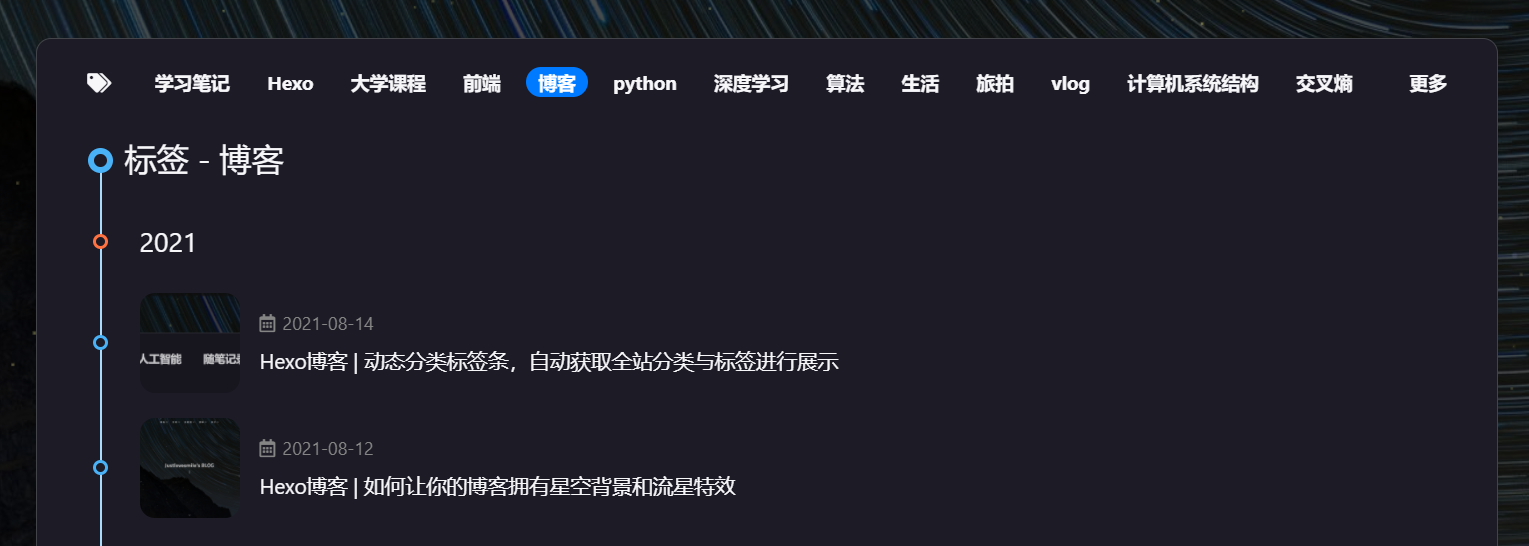 学习笔记 Hexo 大学课程 前端 博客 python 深度学习 算法 生活 旅拍 vlog 计算机系统结构 交叉熵 更多
标签 - 博客
2021
2021-08-14
人工智能 随笔记
Hexo博客 | 动态分类标签条，自动获取全站分类与标签进行展示
2021-08-12
Hexo博客 | 如何让你的博客拥有星空背景和流星特效